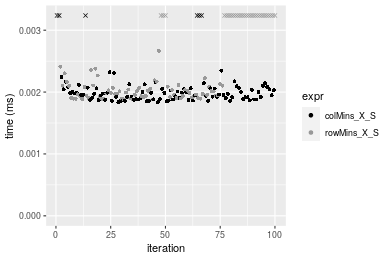 0.003
0.002
0.001
0.000
time (ms)
0
25
50
75
100
iteration
expr
colMins_X_S
rowMins_X_S